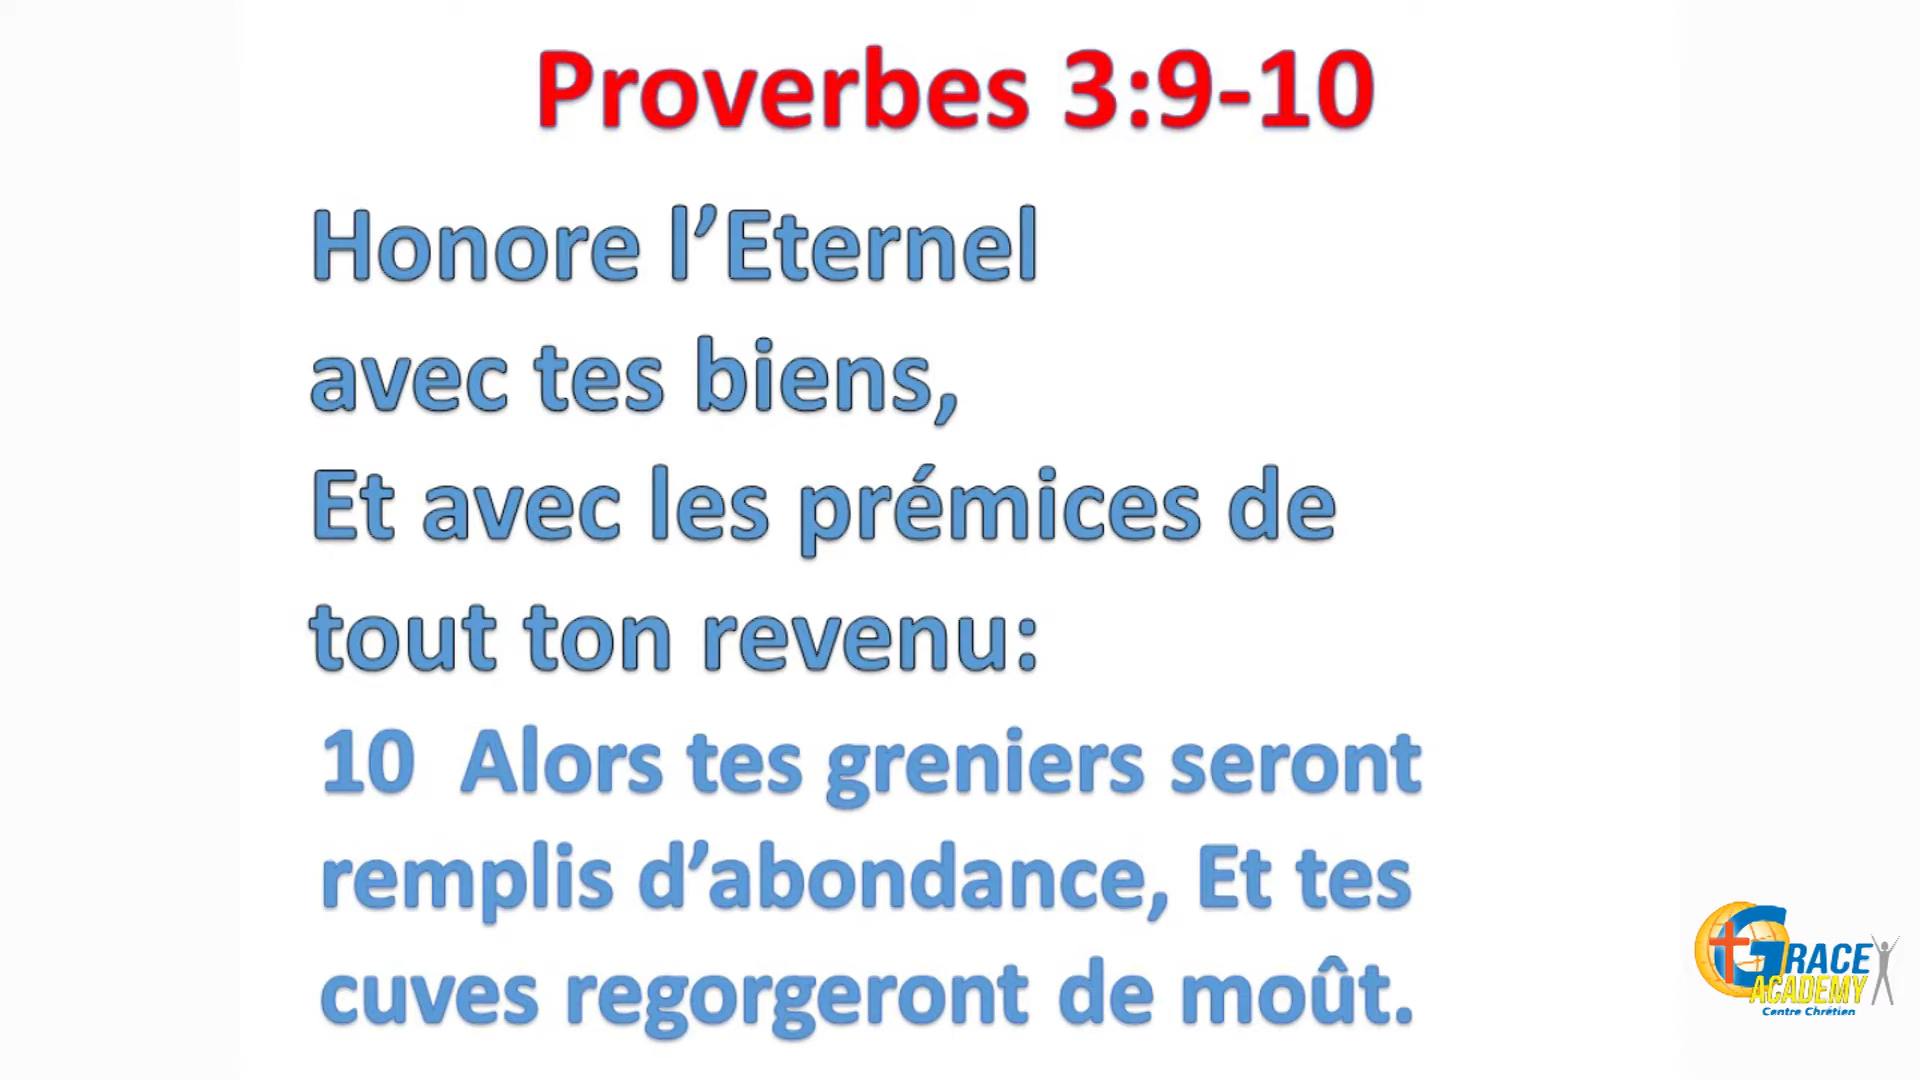 Proverbes 3:9-10
Honore l’Eternel
avec tes biens,
Et avec les prémices de
tout ton revenu:
10 Alors tes greniers seront
remplis d’abondance, Et tes
cuves regorgeront de moût.
GRACE
ACADEMY
Centre Chrétien